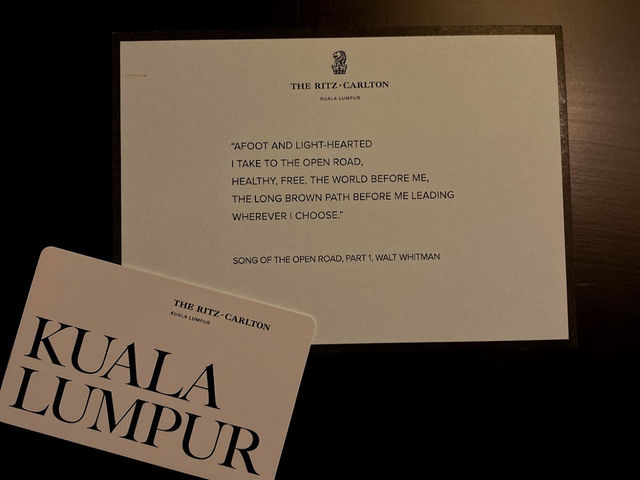 THE RITZ-CARLTON
KUALA LUMPUR
“AFOOT AND LIGHT-HEARTED
I TAKE TO THE OPEN ROAD,
HEALTHY, FREE, THE WORLD BEFORE ME,
THE LONG BROWN PATH BEFORE ME LEADING
WHEREVER I CHOOSE.”
SONG OF THE OPEN ROAD, PART 1, WALT WHITMAN
THE RITZ-CARLTON
KUALA LUMPUR
KUALA
LUMPUR